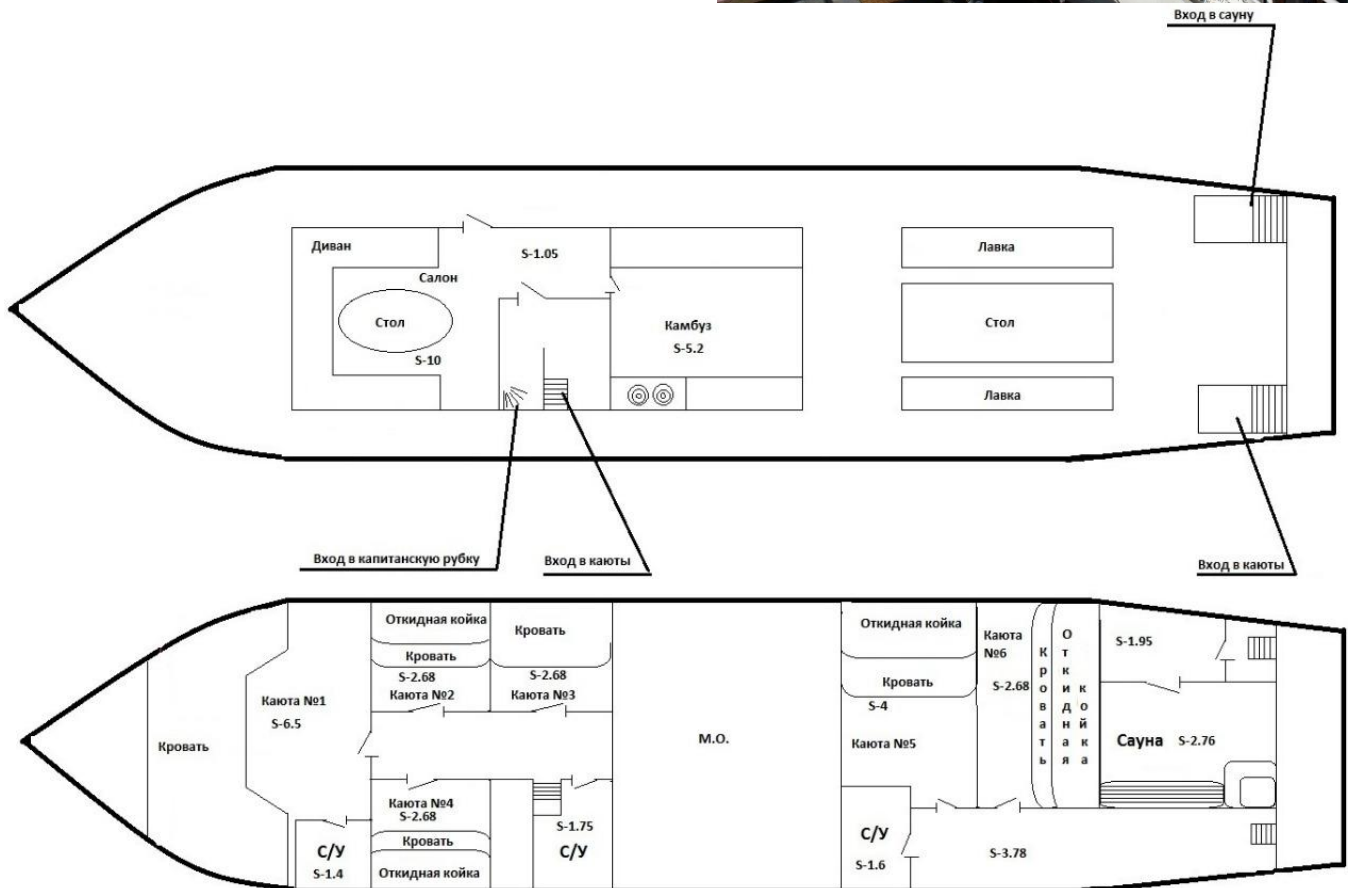 Вход в сауну
Диван
Салон
Стол
S-10
S-1.05
Камбуз
S-5.2
Лавка
Стол
Лавка
Вход в капитанскую рубку
Вход в каюты
Вход в каюты
Кровать
Каюта №1
S-6.5
С/У
S-1.4
Откидная койка
Кровать
S-2.68
Каюта №2
Кровать
S-2.68
Каюта №3
Каюта №4
S-2.68
Кровать
Откидная койка
S-1.75
С/У
М.О.
Откидная койка
Кровать
S-4
Каюта №5
С/У
S-1.6
Каюта
№6
S-2.68
Кровать
Откидная
койка
S-1.95
Сауна S-2.76
S-3.78